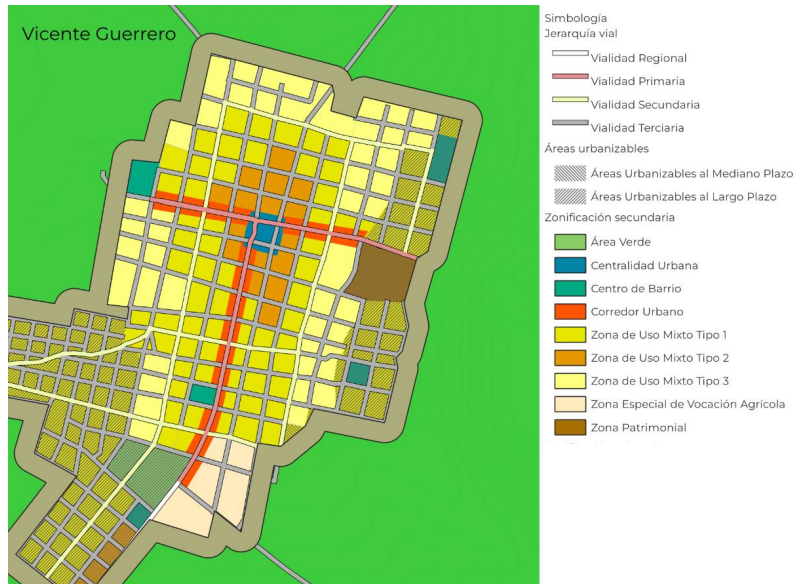 Vicente Guerrero
Simbología
Jerarquía vial
Vialidad Regional
Vialidad Primaria
Vialidad Secundaria
Vialidad Terciaria
Áreas urbanizables
Áreas Urbanizables al Mediano Plazo
Áreas Urbanizables al Largo Plazo
Zonificación secundaria
Área Verde
Centralidad Urbana
Centro de Barrio
Corredor Urbano
Zona de Uso Mixto Tipo 1
Zona de Uso Mixto Tipo 2
Zona de Uso Mixto Tipo 3
Zona Especial de Vocación Agrícola
Zona Patrimonial